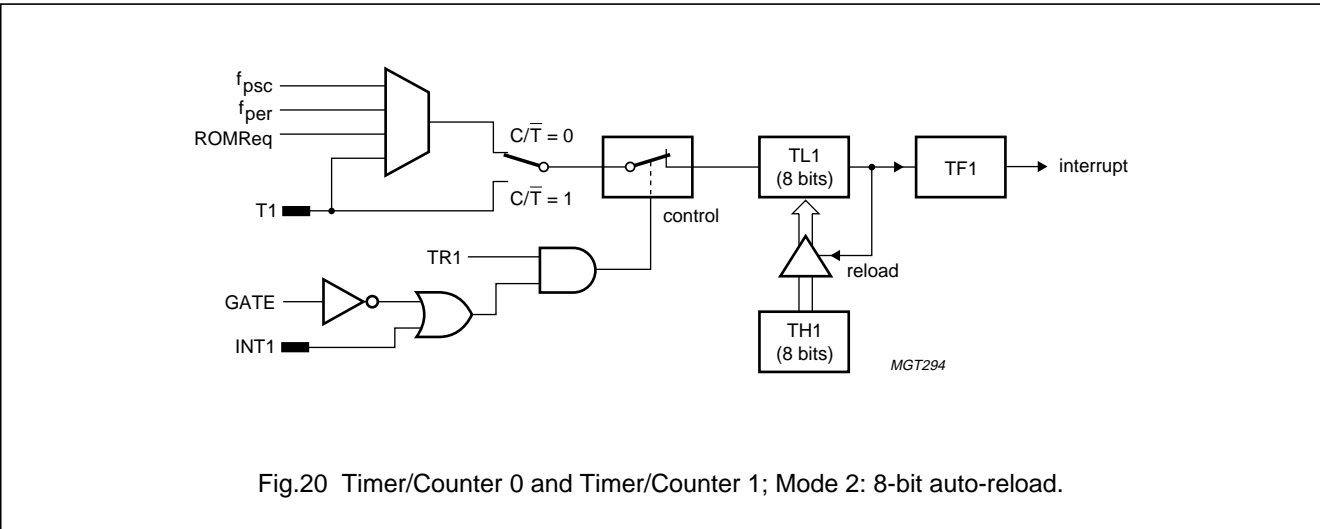 fpsc
fper
ROMReq
T1
C/T̅ = 0
C/T̅ = 1
control
TL1
(8 bits)
TF1
interrupt
reload
TR1
GATE
INT1
TH1
(8 bits)
MGT294
Fig.20 Timer/Counter 0 and Timer/Counter 1; Mode 2: 8-bit auto-reload.